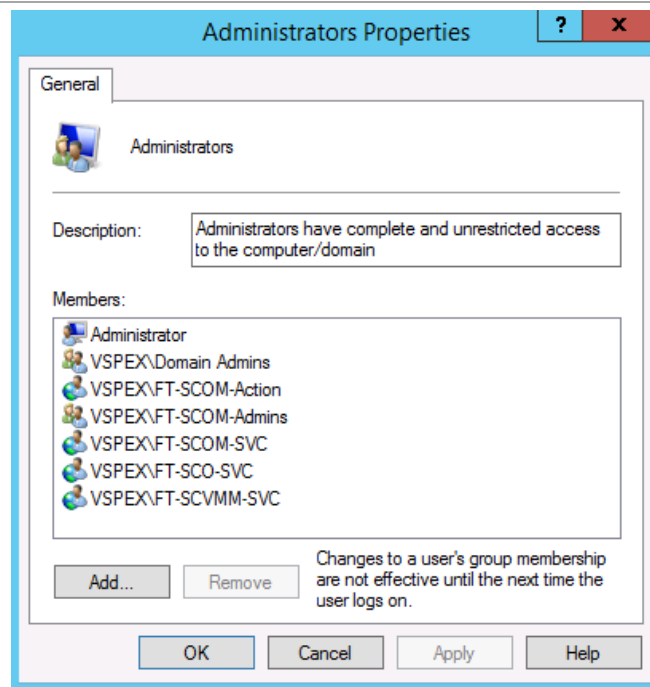 Administrators Properties
?
x
General
Administrators
Description:
Administrators have complete and unrestricted access
to the computer/domain
Members:
Administrator
VSPEX\Domain Admins
VSPEX\FT-SCOM-Action
VSPEX\FT-SCOM-Admins
VSPEX\FT-SCOM-SVC
VSPEX\FT-SCO-SVC
VSPEX\FT-SCVMM-SVC
Add...
Remove
Changes to a user's group membership
are not effective until the next time the
user logs on.
OK
Cancel
Apply
Help